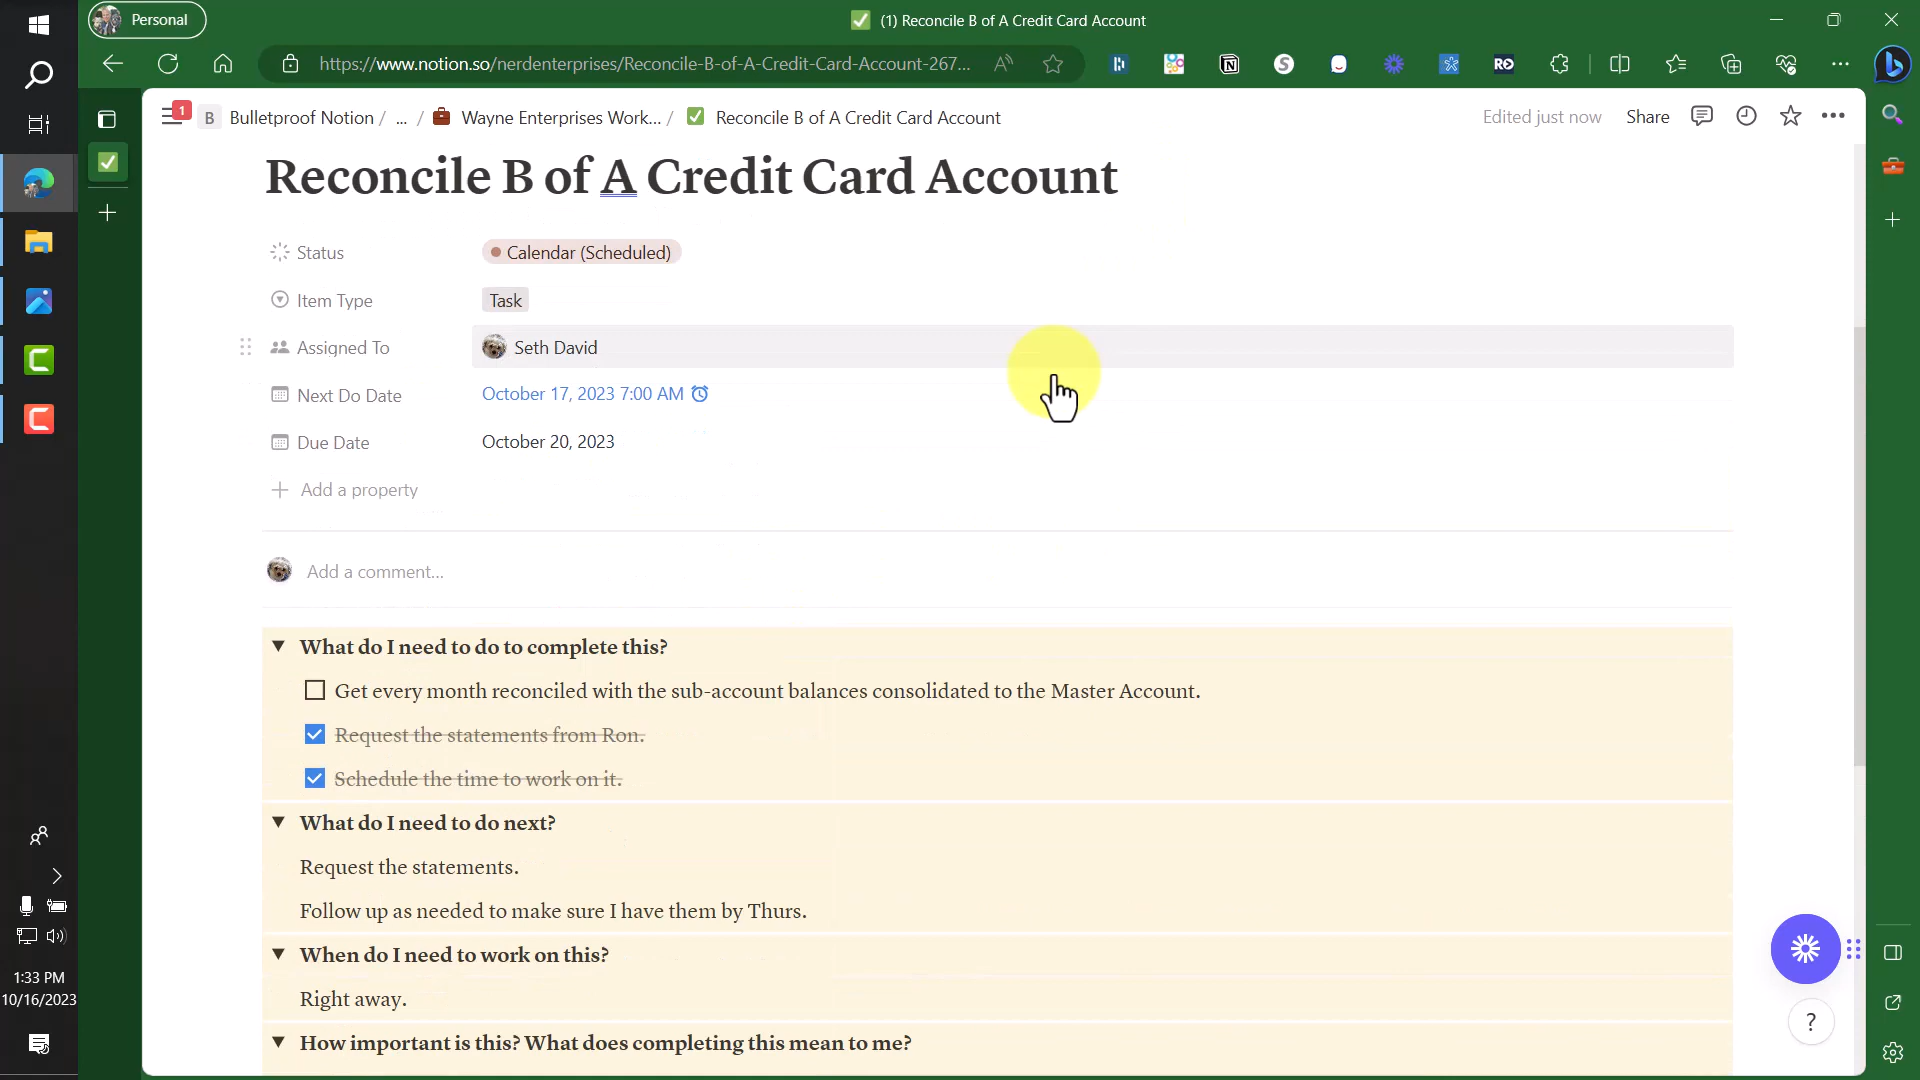 Personal
(1) Reconcile B of A Credit Card Account
https://www.notion.so/nerdenterprises/Reconcile-B-of-A-Credit-Card-Account-267...
1
B Bulletproof Notion / ... / Wayne Enterprises Work... / Reconcile B of A Credit Card Account
Edited just now Share
Reconcile B of A Credit Card Account
Status Calendar (Scheduled)
Item Type Task
Assigned To Seth David
Next Do Date October 17, 2023 7:00 AM
Due Date October 20, 2023
Add a property
Add a comment...
What do I need to do to complete this?
Get every month reconciled with the sub-account balances consolidated to the Master Account.
Request the statements from Ron.
Schedule the time to work on it.
What do I need to do next?
Request the statements.
Follow up as needed to make sure I have them by Thurs.
When do I need to work on this?
Right away.
How important is this? What does completing this mean to me?
?
1:33 PM
10/16/2023